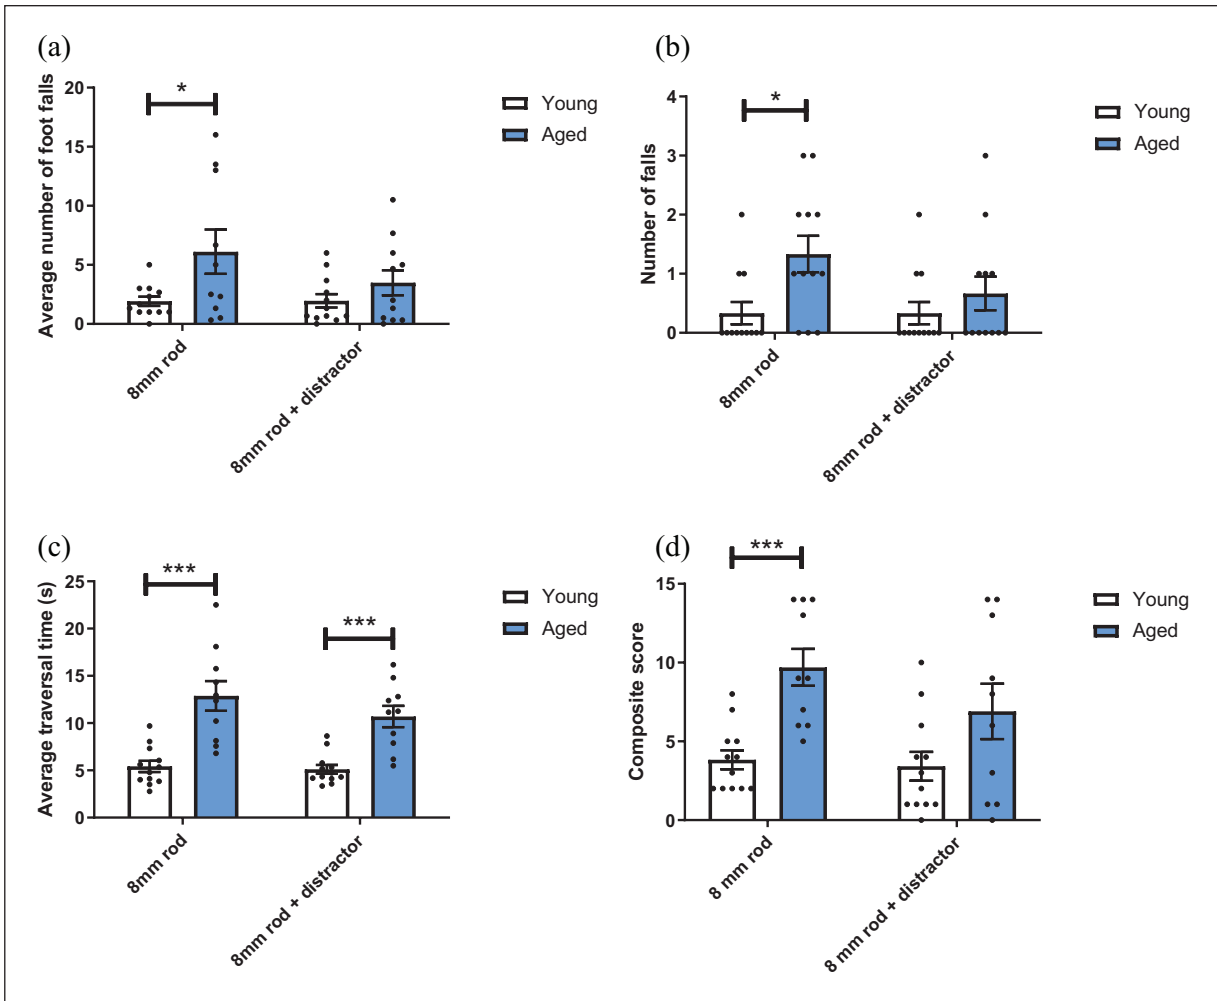 (a)
Average number of foot falls
20
15
10
5
0
*
Young
Aged
8mm rod
8mm rod + distractor
(b)
Number of falls
4
3
2
1
0
*
Young
Aged
8mm rod
8mm rod + distractor
(c)
Average traversal time (s)
25
20
15
10
5
0
***
***
Young
Aged
8mm rod
8mm rod + distractor
(d)
Composite score
15
10
5
0
***
Young
Aged
8 mm rod
8 mm rod + distractor